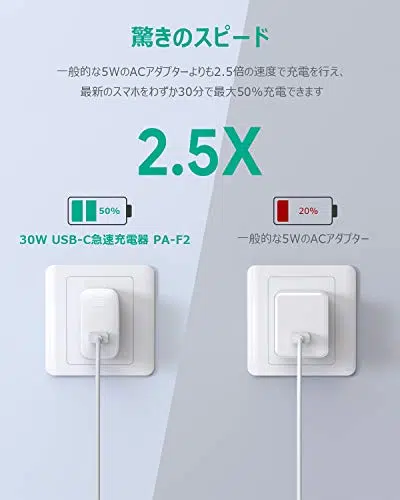 驚きのスピード
一般的な5WのACアダプターよりも2.5倍の速度で充電を行え、
最新のスマホをわずか30分で最大50%充電できます
2.5X
50%
20%
30W USB-C急速充電器 PA-F2
一般的な5WのACアダプター